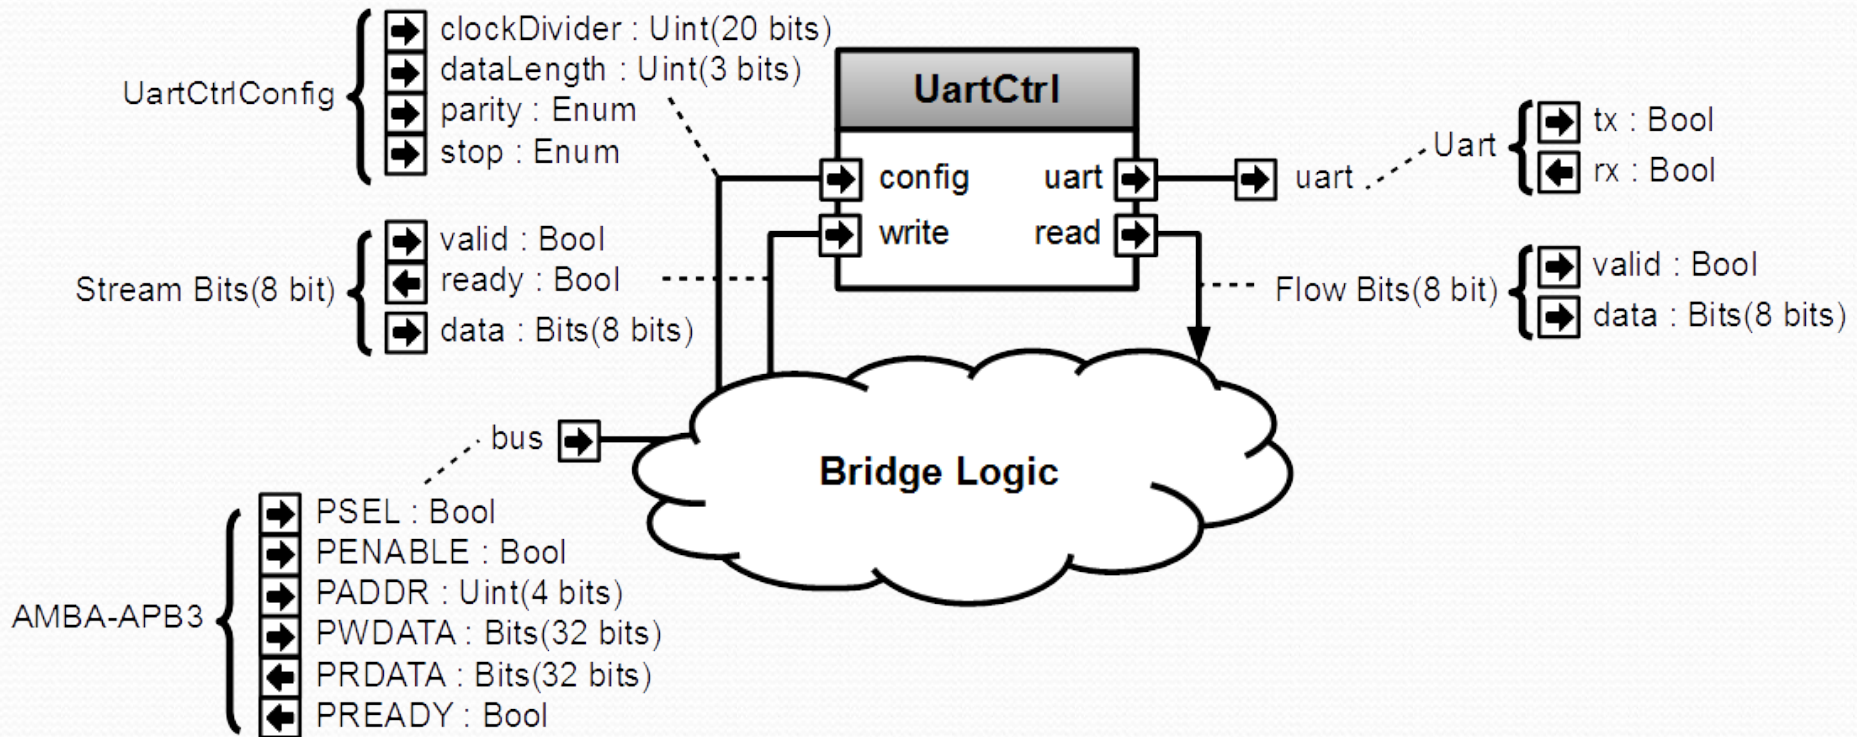 clockDivider : Uint(20 bits)
dataLength : Uint(3 bits)
parity : Enum
stop : Enum
UartCtrlConfig
UartCtrl
config
uart
write
read
uart
Uart
tx : Bool
rx : Bool
Stream Bits(8 bit)
valid : Bool
ready : Bool
data : Bits(8 bits)
Flow Bits(8 bit)
valid : Bool
data : Bits(8 bits)
bus
Bridge Logic
AMBA-APB3
PSEL : Bool
PENABLE : Bool
PADDR : Uint(4 bits)
PWDATA : Bits(32 bits)
PRDATA : Bits(32 bits)
PREADY : Bool